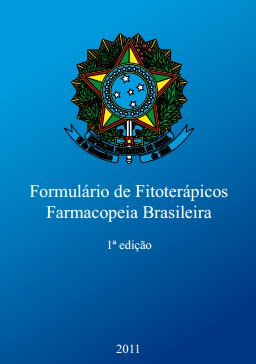 Formulário de Fitoterápicos
Farmacopeia Brasileira
1ª edição
2011